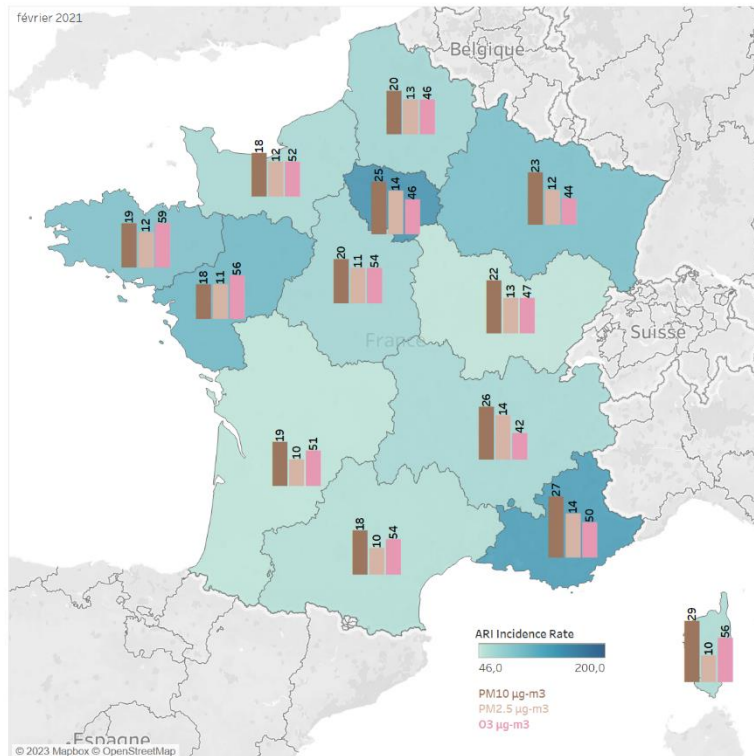 février 2021
Belgique
20 13 46
18 12 52
25 14 46
23 12 44
19 12 59
18 11 56
20 11 54
22 13 47
Suisse
France
26 14 42
19 10 51
27 14 50
18 10 54
29 10 56
ARI Incidence Rate
46,0 200,0
PM10 µg-m3
PM2.5 µg-m3
O3 µg-m3
Espagne
© 2023 Mapbox © OpenStreetMap